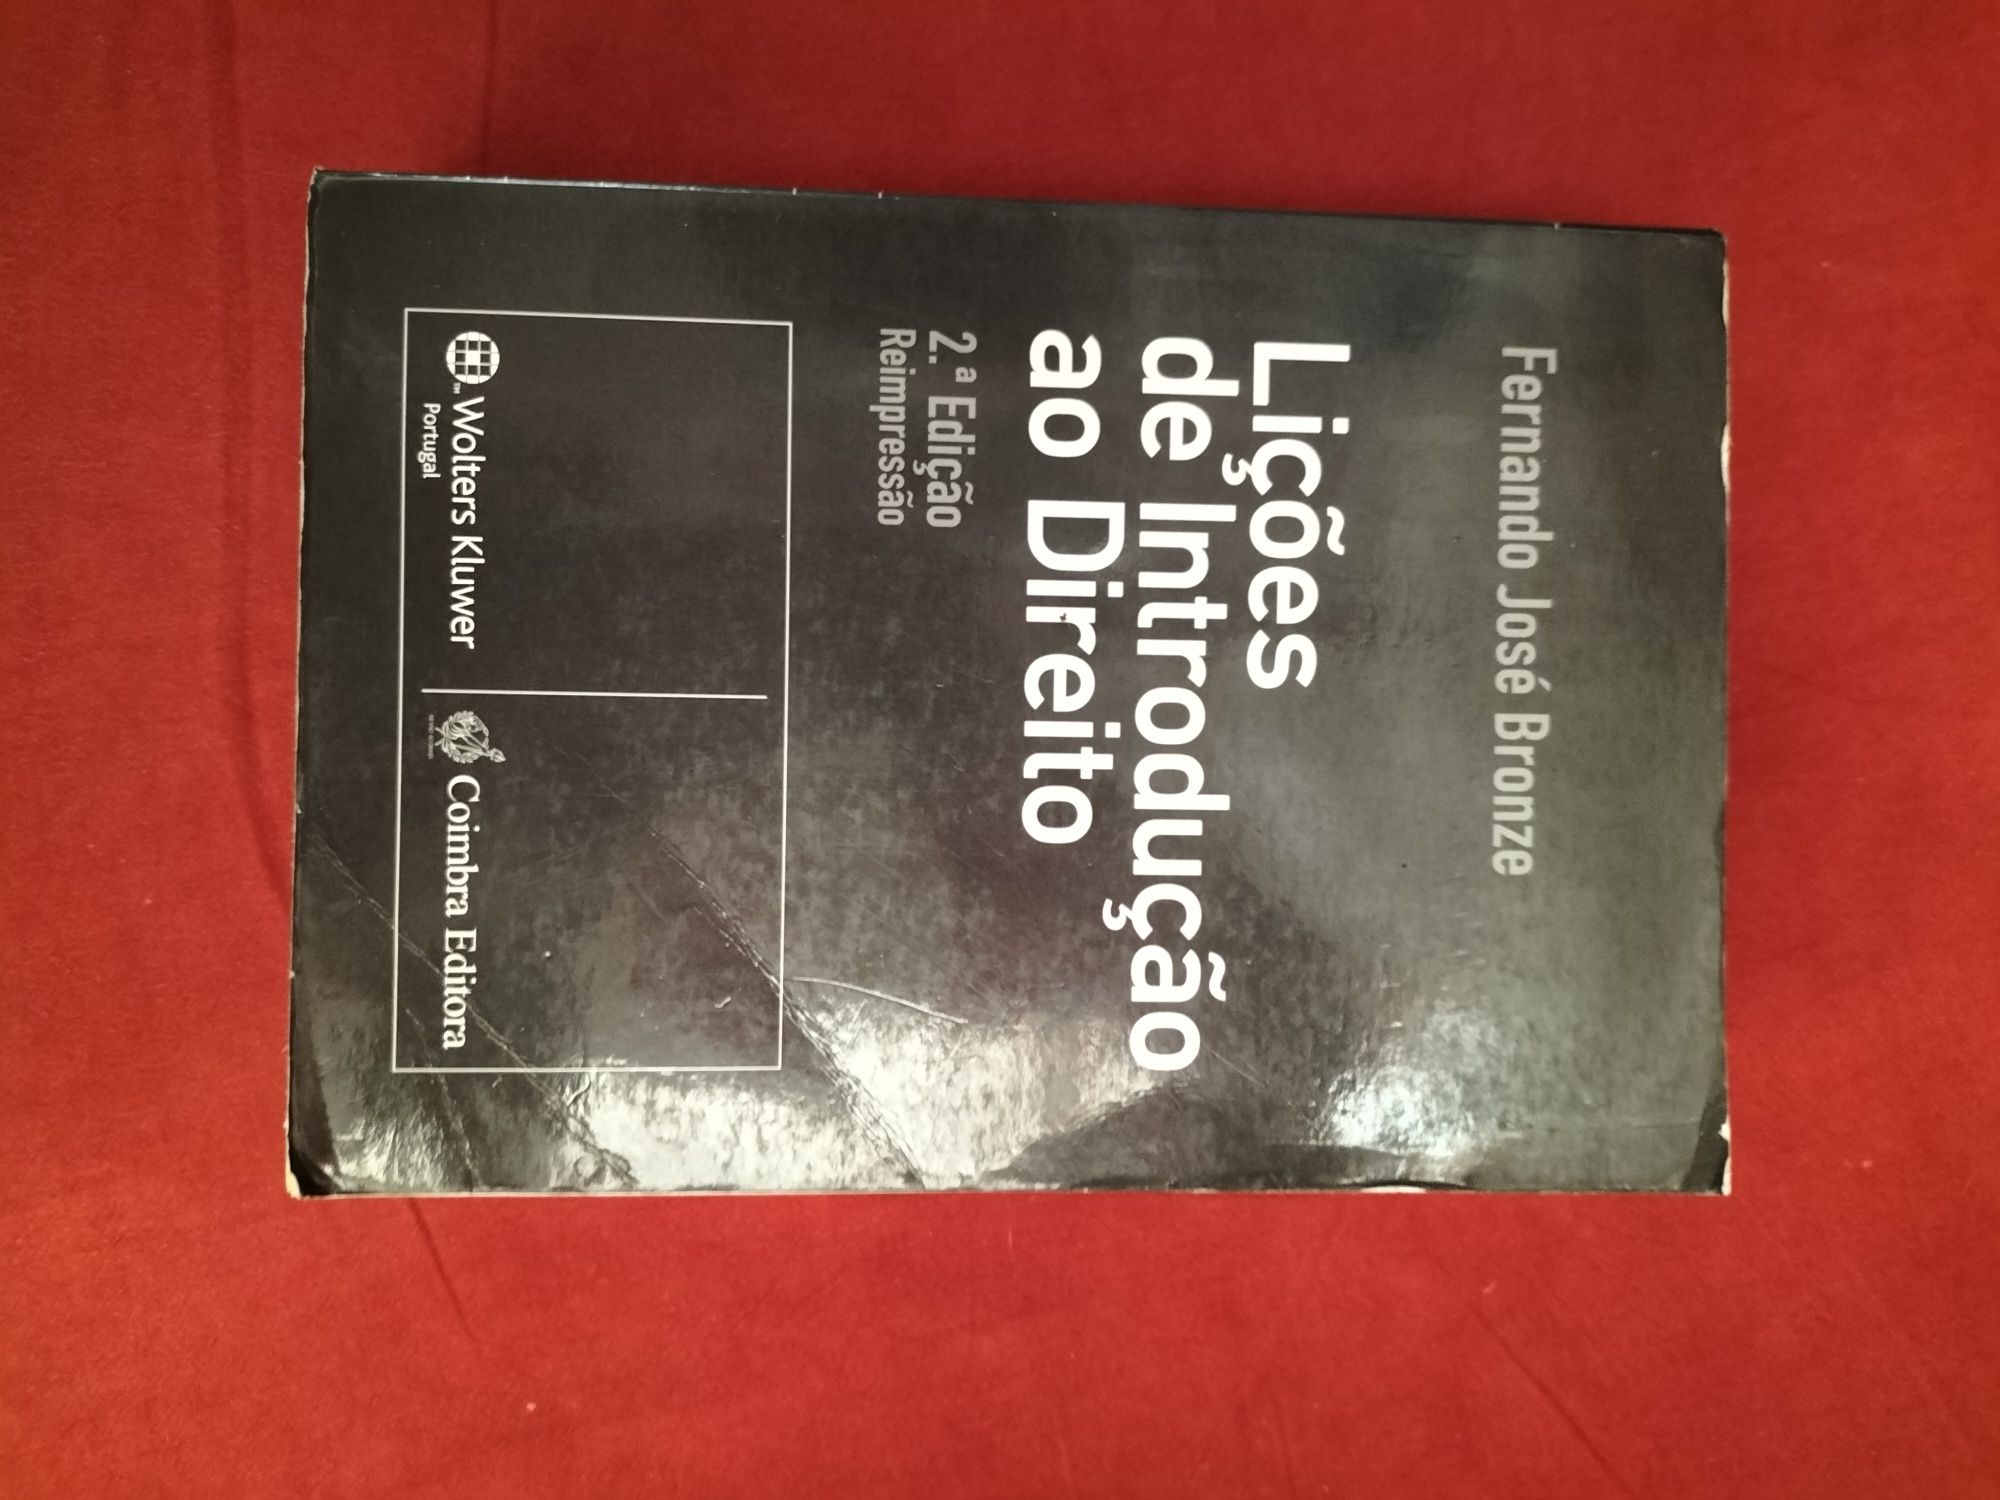 Fernando José Bronze
Lições
de Introdução
ao Direito
2.ª Edição
Reimpressão
Wolters Kluwer
Portugal
Coimbra Editora